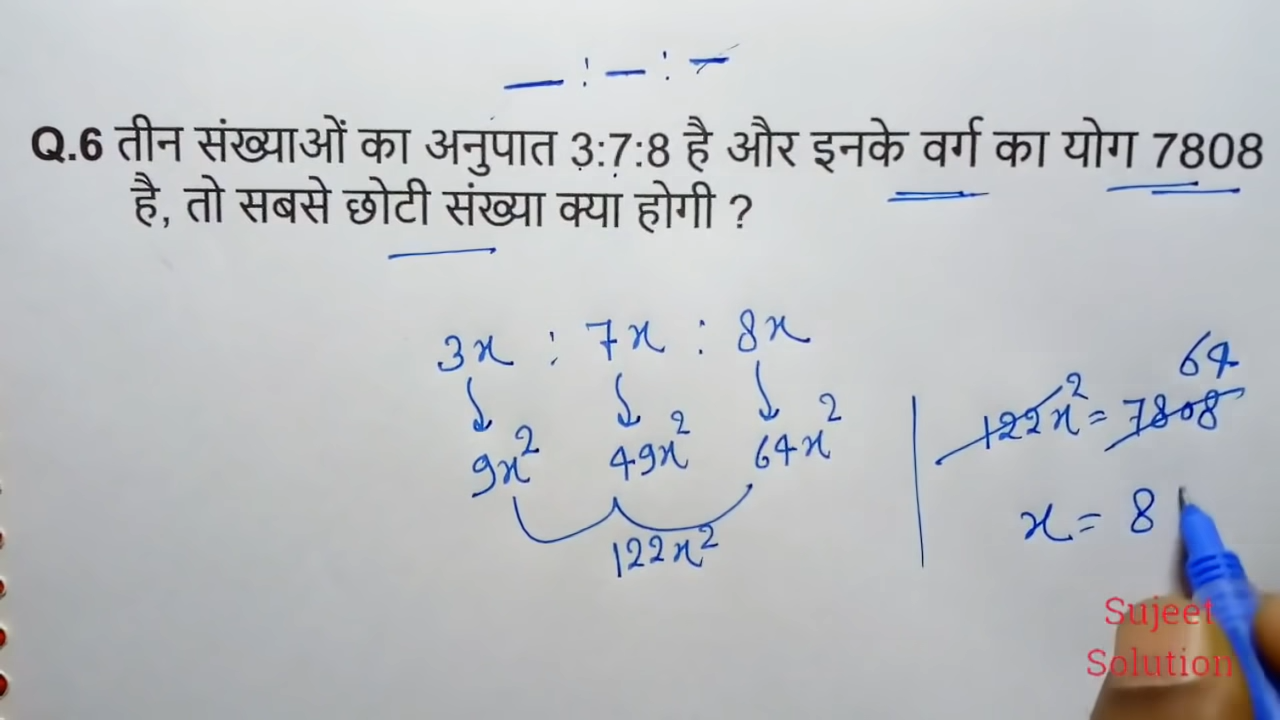 — : — : —
Q.6 तीन संख्याओं का अनुपात 3:7:8 है और इनके वर्ग का योग 7808
है, तो सबसे छोटी संख्या क्या होगी ?
3x : 7x : 8x
9x² 49x² 64x²
122x²
64
122x² = 7808
x = 8
Sujeet
Solution